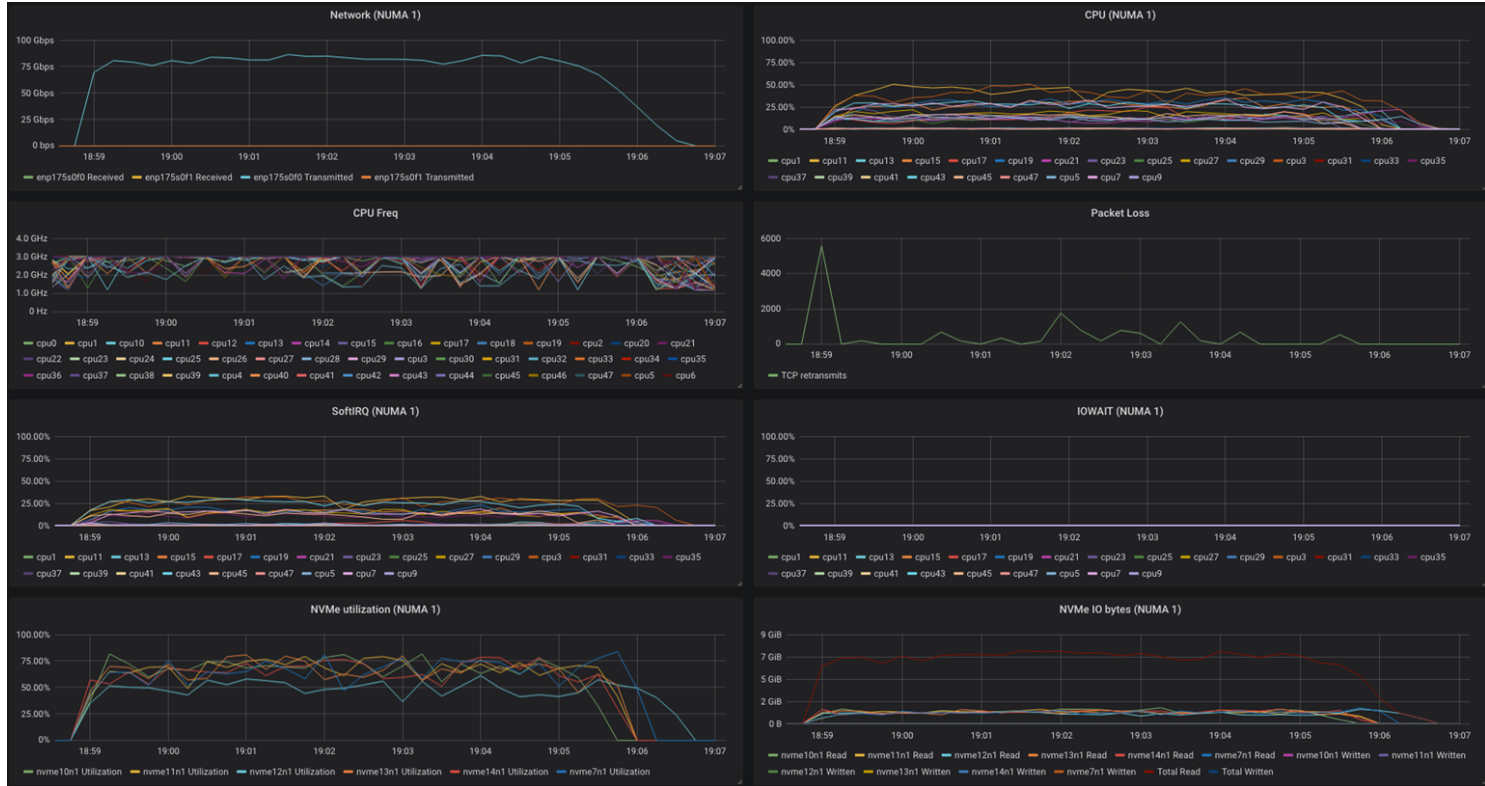 Network (NUMA 1)
100 Gbps
75 Gbps
50 Gbps
25 Gbps
0 bps
18:59 19:00 19:01 19:02 19:03 19:04 19:05 19:06 19:07
enp175s0f0 Received enp175s0f1 Received enp175s0f0 Transmitted enp175s0f1 Transmitted
CPU (NUMA 1)
100.00%
75.00%
50.00%
25.00%
0%
18:59 19:00 19:01 19:02 19:03 19:04 19:05 19:06 19:07
cpu1 cpu11 cpu13 cpu15 cpu17 cpu19 cpu21 cpu23 cpu25 cpu27 cpu29 cpu3 cpu31 cpu33 cpu35
cpu37 cpu39 cpu41 cpu43 cpu45 cpu47 cpu5 cpu7 cpu9
CPU Freq
4.0 GHz
3.0 GHz
2.0 GHz
1.0 GHz
0 Hz
18:59 19:00 19:01 19:02 19:03 19:04 19:05 19:06 19:07
cpu0 cpu1 cpu10 cpu11 cpu12 cpu13 cpu14 cpu15 cpu16 cpu17 cpu18 cpu19 cpu2 cpu20 cpu21
cpu22 cpu23 cpu24 cpu25 cpu26 cpu27 cpu28 cpu29 cpu3 cpu30 cpu31 cpu32 cpu33 cpu34 cpu35
cpu36 cpu37 cpu38 cpu39 cpu4 cpu40 cpu41 cpu42 cpu43 cpu44 cpu45 cpu46 cpu47 cpu5 cpu6
Packet Loss
6000
4000
2000
0
18:59 19:00 19:01 19:02 19:03 19:04 19:05 19:06 19:07
TCP retransmits
SoftIRQ (NUMA 1)
100.00%
75.00%
50.00%
25.00%
0%
18:59 19:00 19:01 19:02 19:03 19:04 19:05 19:06 19:07
cpu1 cpu11 cpu13 cpu15 cpu17 cpu19 cpu21 cpu23 cpu25 cpu27 cpu29 cpu3 cpu31 cpu33 cpu35
cpu37 cpu39 cpu41 cpu43 cpu45 cpu47 cpu5 cpu7 cpu9
IOWAIT (NUMA 1)
100.00%
75.00%
50.00%
25.00%
0%
18:59 19:00 19:01 19:02 19:03 19:04 19:05 19:06 19:07
cpu1 cpu11 cpu13 cpu15 cpu17 cpu19 cpu21 cpu23 cpu25 cpu27 cpu29 cpu3 cpu31 cpu33 cpu35
cpu37 cpu39 cpu41 cpu43 cpu45 cpu47 cpu5 cpu7 cpu9
NVMe utilization (NUMA 1)
100.00%
75.00%
50.00%
25.00%
0%
18:59 19:00 19:01 19:02 19:03 19:04 19:05 19:06 19:07
nvme10n1 Utilization nvme11n1 Utilization nvme12n1 Utilization nvme13n1 Utilization nvme14n1 Utilization nvme7n1 Utilization
NVMe IO bytes (NUMA 1)
9 GiB
7 GiB
5 GiB
2 GiB
0 B
18:59 19:00 19:01 19:02 19:03 19:04 19:05 19:06 19:07
nvme10n1 Read nvme11n1 Read nvme12n1 Read nvme13n1 Read nvme14n1 Read nvme7n1 Read nvme10n1 Written nvme11n1 Written
nvme12n1 Written nvme13n1 Written nvme14n1 Written nvme7n1 Written Total Read Total Written